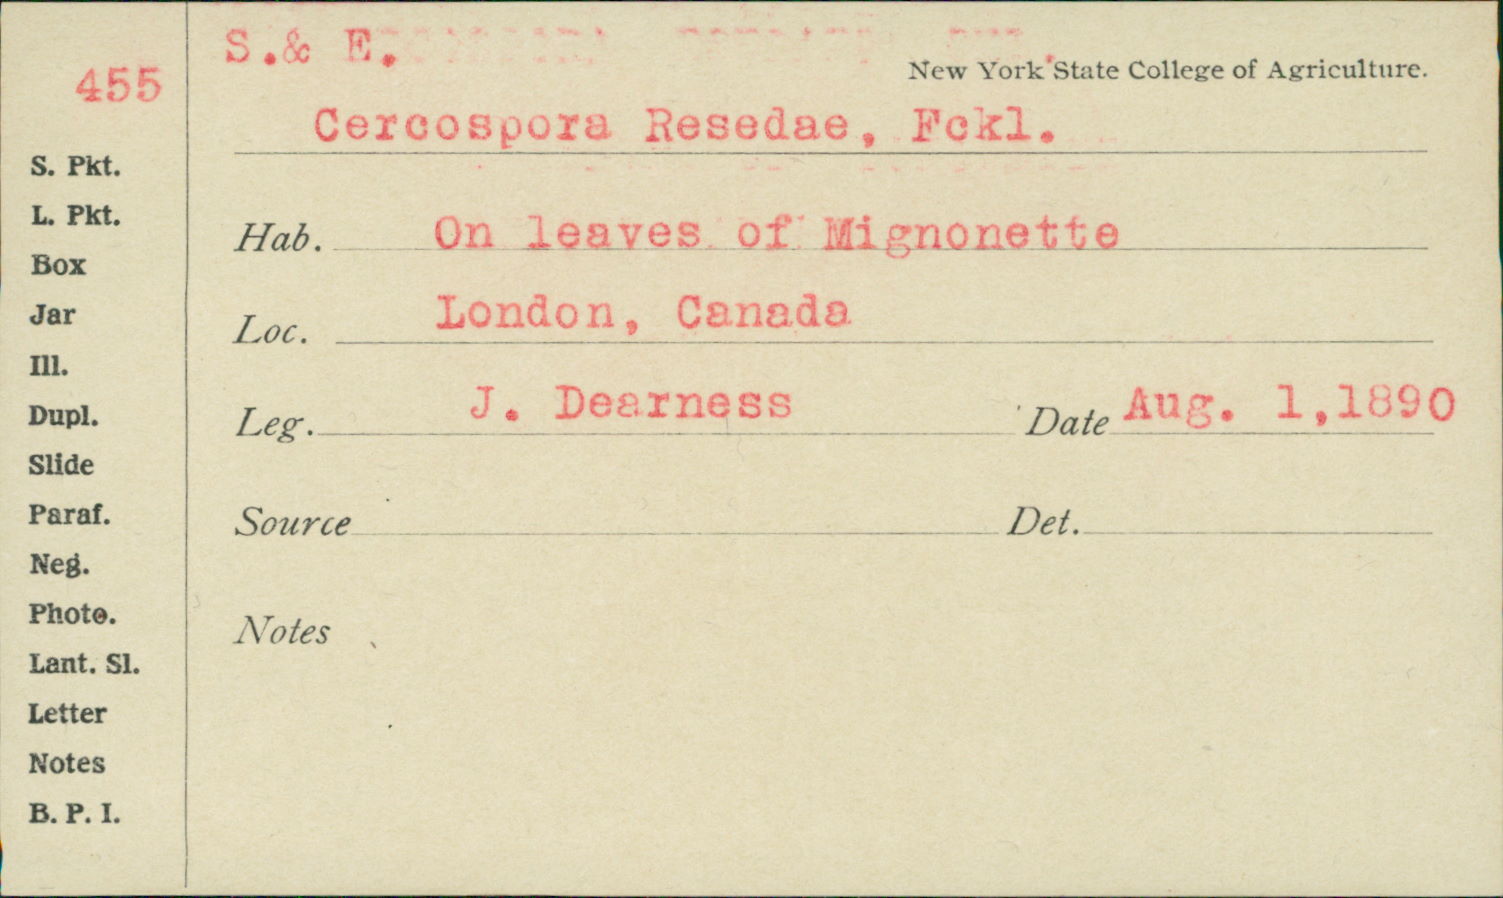 455
S. Pkt.
L. Pkt.
Box
Jar
Ill.
Dupl.
Slide
Paraf.
Neg.
Photo.
Lant. Sl.
Letter
Notes
B. P. I.
S.& E.
New York State College of Agriculture.
Cercospora Resedae, Fckl.
Hab. On leaves of Mignonette
Loc. London, Canada
Leg. J. Dearness Date Aug. 1,1890
Source Det.
Notes